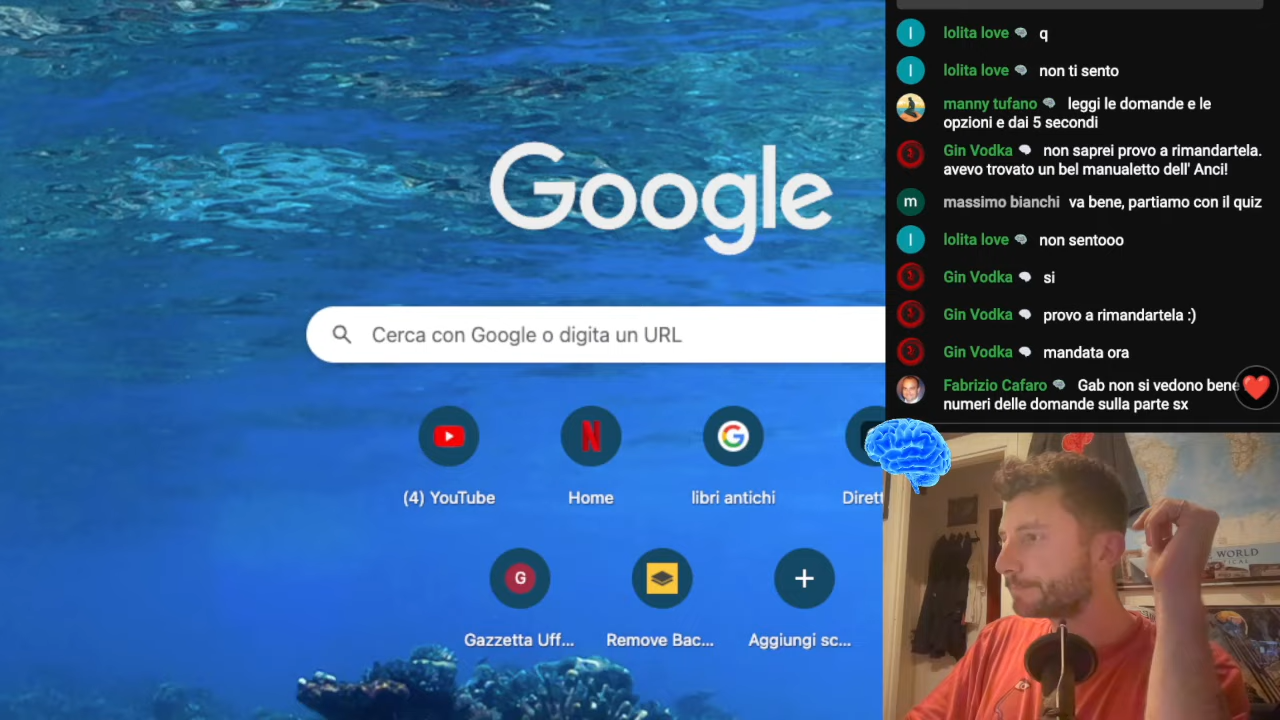 Google
Cerca con Google o digita un URL
(4) YouTube
Home
libri antichi
Dirett
G
Gazzetta Uff...
Remove Bac...
Aggiungi sc...
l lolita love q
l lolita love non ti sento
manny tufano leggi le domande e le
opzioni e dai 5 secondi
Gin Vodka non saprei provo a rimandartela.
avevo trovato un bel manualetto dell' Anci!
m massimo bianchi va bene, partiamo con il quiz
l lolita love non sentooo
Gin Vodka si
Gin Vodka provo a rimandartela :)
Gin Vodka mandata ora
Fabrizio Cafaro Gab non si vedono bene
numeri delle domande sulla parte sx
WORLD